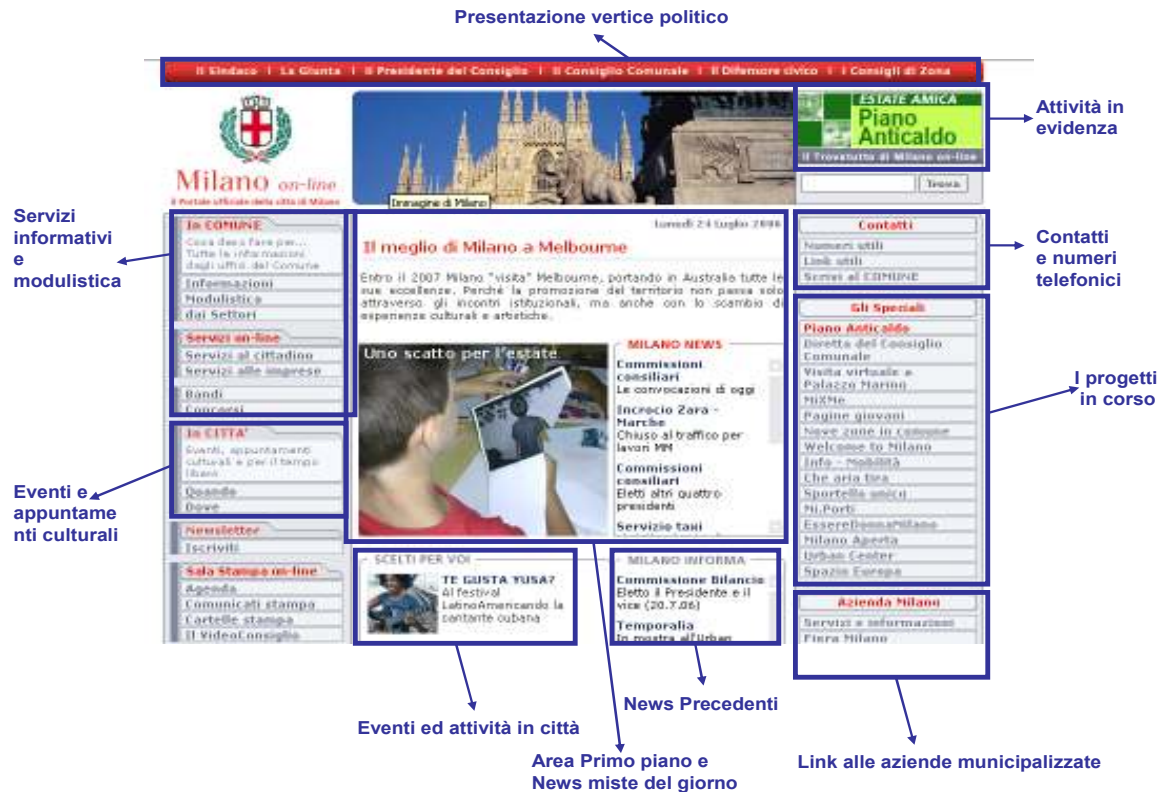 Presentazione vertice politico
Il Sindaco | La Giunta | Il Presidente del Consiglio | Il Consiglio Comunale | Il Difensore civico | I Consigli di Zona
ESTATE AMICA
Piano
Anticaldo
Il Trovatutto di Milano on-line
Trova
Attività in
evidenza
Milano on-line
Il Portale ufficiale della città di Milano
Immagine di Milano
Servizi
informativi
e
modulistica
In COMUNE
Cosa devo fare per...
Tutte le informazioni
dagli uffici del Comune
Informazioni
Modulistica
dai Settori
Servizi on-line
Servizi al cittadino
Servizi alle imprese
Bandi
Concorsi
In CITTA'
Eventi, appuntamenti
culturali e per il tempo
libero
Quando
Dove
Eventi e
appuntame
nti culturali
Newsletter
Iscriviti
Sala Stampa on-line
Agenda
Comunicati stampa
Cartelle stampa
Il VideoConsiglio
Lunedì 24 Luglio 2006
Il meglio di Milano a Melbourne
Entro il 2007 Milano "visita" Melbourne, portando in Australia tutte le
sue eccellenze. Perché la promozione del territorio non passa solo
attraverso gli incontri istituzionali, ma anche con lo scambio di
esperienze culturali e artistiche.
Uno scatto per l'estate
MILANO NEWS
Commissioni
consiliari
Le convocazioni di oggi
Incrocio Zara -
Marche
Chiuso al traffico per
lavori MM
Commissioni
consiliari
Eletti altri quattro
presidenti
Servizio taxi
SCELTI PER VOI
TE GUSTA YUSA?
Al festival
LatinoAmericando la
cantante cubana
MILANO INFORMA
Commissione Bilancio
Eletto il Presidente e il
vice (20.7.06)
Temporalia
In mostra all'Urban
Contatti
Numeri utili
Link utili
Scrivi al COMUNE
Contatti
e numeri
telefonici
Gli Speciali
Piano Anticaldo
Diretta del Consiglio
Comunale
Visita virtuale a
Palazzo Marino
MiXMe
Pagine giovani
Nove zone in Comune
Welcome to Milano
Info - Mobilità
Che aria tira
Sportello unico
Mi.Porti
EssereDonnaMilano
Milano Aperta
Urban Center
Spazio Europa
I progetti
in corso
Azienda Milano
Servizi e informazioni
Fiera Milano
Eventi ed attività in città
News Precedenti
Area Primo piano e
News miste del giorno
Link alle aziende municipalizzate